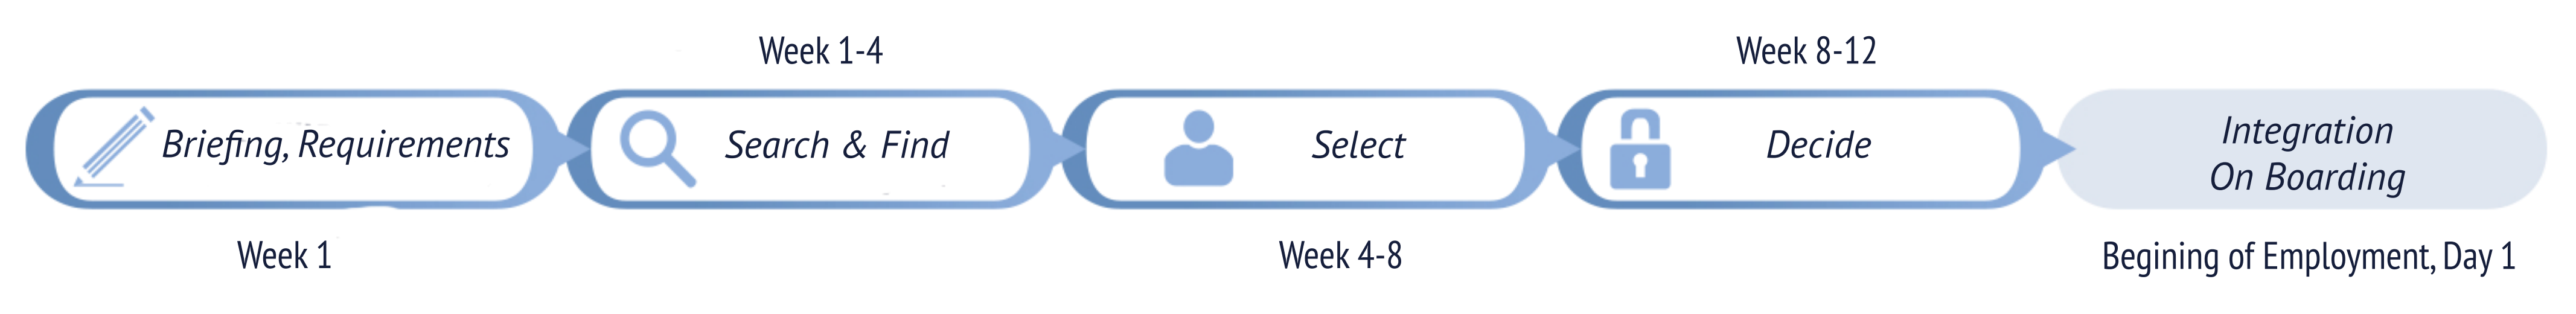 Week 1-4
Week 8-12
Briefing, Requirements
Search & Find
Select
Decide
Integration
On Boarding
Week 1
Week 4-8
Begining of Employment, Day 1